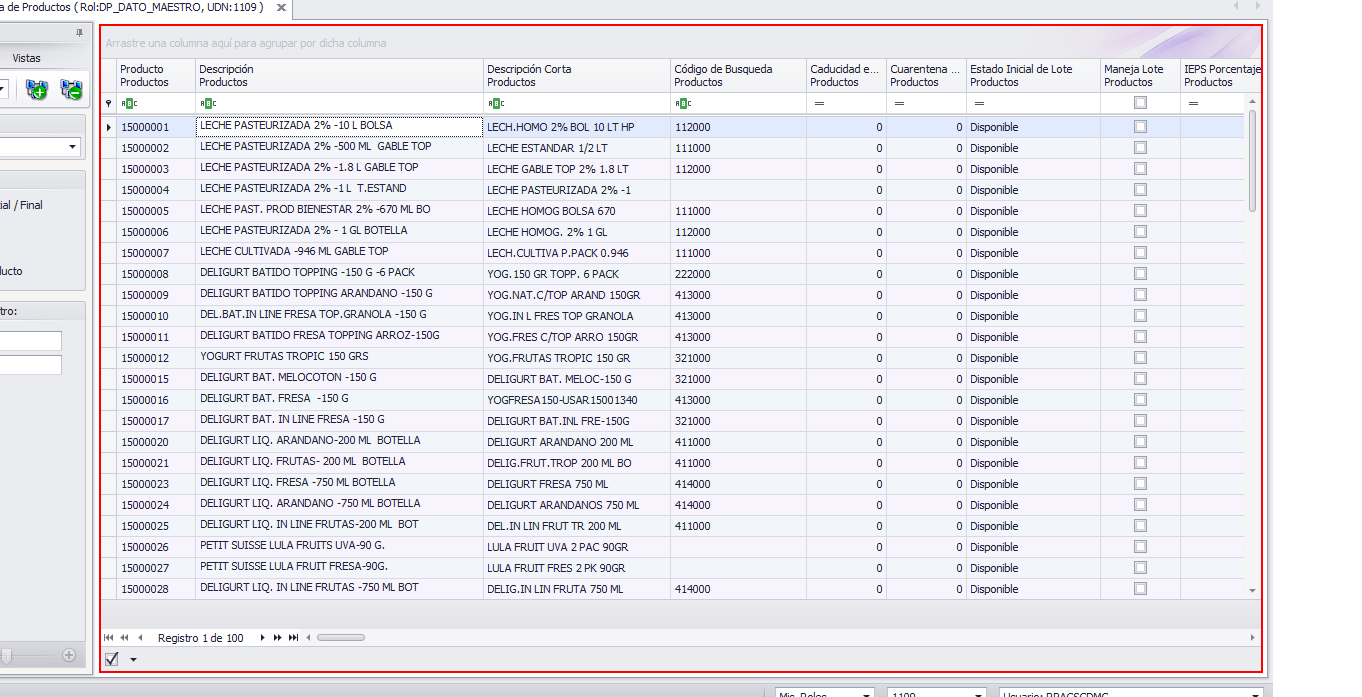 a de Productos ( Rol:DP_DATO_MAESTRO, UDN:1109 )
Vistas
ial / Final
ducto
tro:
Arrastre una columna aquí para agrupar por dicha columna
Producto Descripción Descripción Corta Código de Busqueda Caducidad e... Cuarentena ... Estado Inicial de Lote Maneja Lote IEPS Porcentaje
Productos Productos Productos Productos Productos Productos Productos Productos Productos
ABC ABC ABC ABC = = = =
15000001 LECHE PASTEURIZADA 2% -10 L BOLSA LECH.HOMO 2% BOL 10 LT HP 112000 0 0 Disponible
15000002 LECHE PASTEURIZADA 2% -500 ML GABLE TOP LECHE ESTANDAR 1/2 LT 111000 0 0 Disponible
15000003 LECHE PASTEURIZADA 2% -1.8 L GABLE TOP LECHE GABLE TOP 2% 1.8 LT 112000 0 0 Disponible
15000004 LECHE PASTEURIZADA 2% -1 L T.ESTAND LECHE PASTEURIZADA 2% -1 0 0 Disponible
15000005 LECHE PAST. PROD BIENESTAR 2% -670 ML BO LECHE HOMOG BOLSA 670 111000 0 0 Disponible
15000006 LECHE PASTEURIZADA 2% - 1 GL BOTELLA LECHE HOMOG. 2% 1 GL 112000 0 0 Disponible
15000007 LECHE CULTIVADA -946 ML GABLE TOP LECH.CULTIVA P.PACK 0.946 111000 0 0 Disponible
15000008 DELIGURT BATIDO TOPPING -150 G -6 PACK YOG.150 GR TOPP. 6 PACK 222000 0 0 Disponible
15000009 DELIGURT BATIDO TOPPING ARANDANO -150 G YOG.NAT.C/TOP ARAND 150GR 413000 0 0 Disponible
15000010 DEL.BAT.IN LINE FRESA TOP.GRANOLA -150 G YOG.IN L FRES TOP GRANOLA 413000 0 0 Disponible
15000011 DELIGURT BATIDO FRESA TOPPING ARROZ-150G YOG.FRES C/TOP ARRO 150GR 413000 0 0 Disponible
15000012 YOGURT FRUTAS TROPIC 150 GRS YOG.FRUTAS TROPIC 150 GR 321000 0 0 Disponible
15000015 DELIGURT BAT. MELOCOTON -150 G DELIGURT BAT. MELOC-150 G 321000 0 0 Disponible
15000016 DELIGURT BAT. FRESA -150 G YOGFRESA150-USAR15001340 413000 0 0 Disponible
15000017 DELIGURT BAT. IN LINE FRESA -150 G DELIGURT BAT.INL FRE-150G 321000 0 0 Disponible
15000020 DELIGURT LIQ. ARANDANO-200 ML BOTELLA DELIGURT ARANDANO 200 ML 411000 0 0 Disponible
15000021 DELIGURT LIQ. FRUTAS- 200 ML BOTELLA DELIG.FRUT.TROP 200 ML BO 411000 0 0 Disponible
15000023 DELIGURT LIQ. FRESA -750 ML BOTELLA DELIGURT FRESA 750 ML 414000 0 0 Disponible
15000024 DELIGURT LIQ. ARANDANO -750 ML BOTELLA DELIGURT ARANDANOS 750 ML 414000 0 0 Disponible
15000025 DELIGURT LIQ. IN LINE FRUTAS-200 ML BOT DEL.IN LIN FRUT TR 200 ML 411000 0 0 Disponible
15000026 PETIT SUISSE LULA FRUITS UVA-90 G. LULA FRUIT UVA 2 PAC 90GR 0 0 Disponible
15000027 PETIT SUISSE LULA FRUIT FRESA-90G. LULA FRUIT FRES 2 PK 90GR 0 0 Disponible
15000028 DELIGURT LIQ. IN LINE FRUTAS -750 ML BOT DELIG.IN LIN FRUTA 750 ML 414000 0 0 Disponible
Registro 1 de 100
Mis Roles 1109 Usuario: